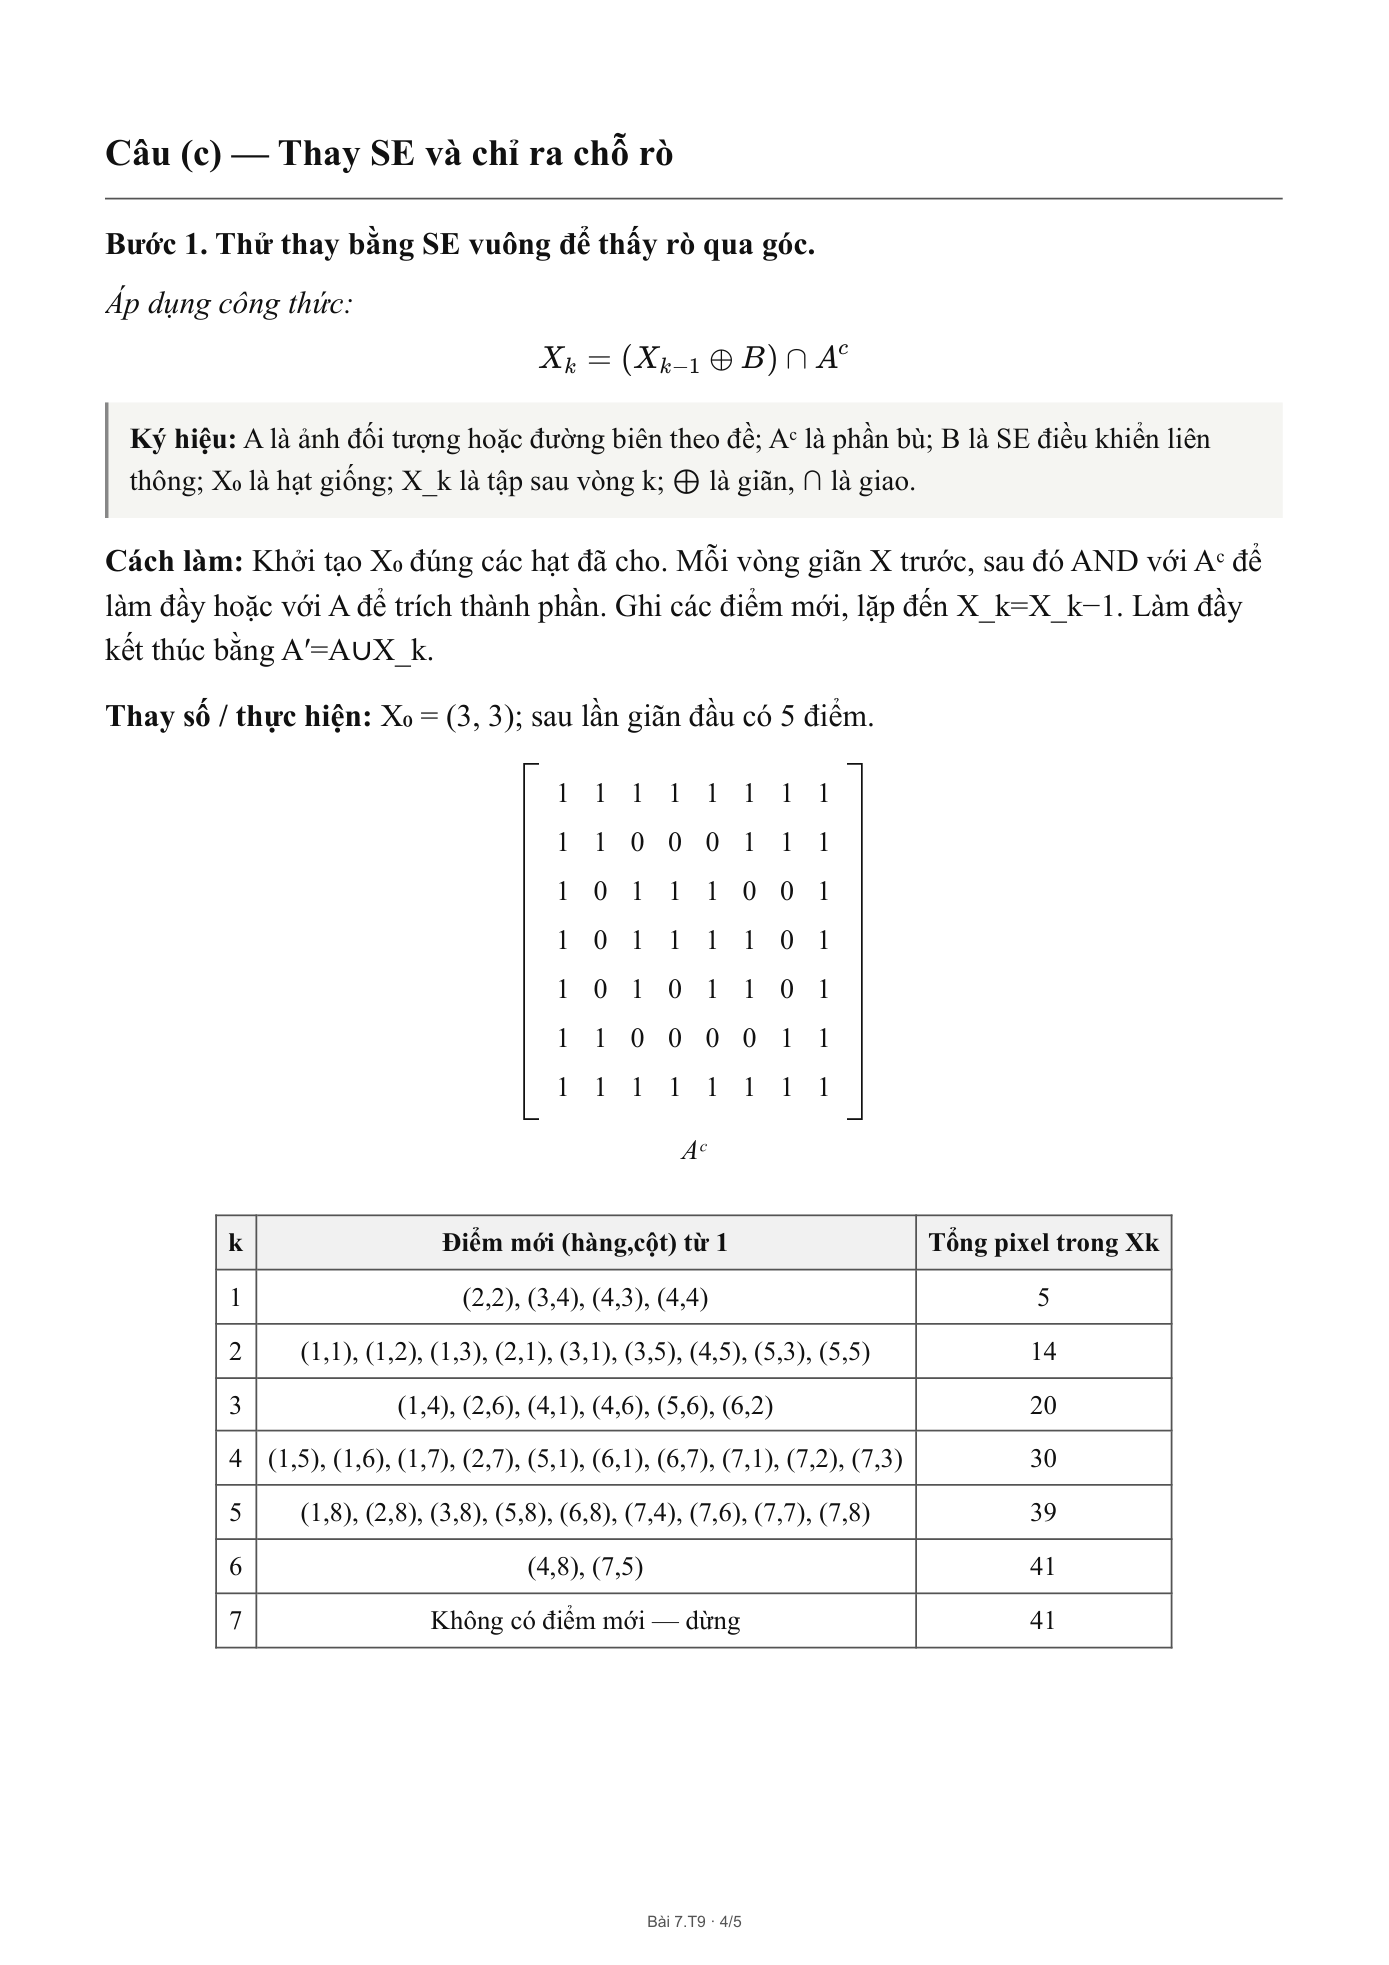 Câu (c) — Thay SE và chỉ ra chỗ rò
Bước 1. Thử thay bằng SE vuông để thấy rò qua góc.
Áp dụng công thức:
Xₖ = (Xₖ₋₁ ⊕ B) ∩ Aᶜ
Ký hiệu: A là ảnh đối tượng hoặc đường biên theo đề; Aᶜ là phần bù; B là SE điều khiển liên
thông; X₀ là hạt giống; X_k là tập sau vòng k; ⊕ là giãn, ∩ là giao.
Cách làm: Khởi tạo X₀ đúng các hạt đã cho. Mỗi vòng giãn X trước, sau đó AND với Aᶜ để
làm đầy hoặc với A để trích thành phần. Ghi các điểm mới, lặp đến X_k=X_k−1. Làm đầy
kết thúc bằng A′=A∪X_k.
Thay số / thực hiện: X₀ = (3, 3); sau lần giãn đầu có 5 điểm.
1 1 1 1 1 1 1 1
1 1 0 0 0 1 1 1
1 0 1 1 1 0 0 1
1 0 1 1 1 1 0 1
1 0 1 0 1 1 0 1
1 1 0 0 0 0 1 1
1 1 1 1 1 1 1 1
Aᶜ
k Điểm mới (hàng,cột) từ 1 Tổng pixel trong Xk
1 (2,2), (3,4), (4,3), (4,4) 5
2 (1,1), (1,2), (1,3), (2,1), (3,1), (3,5), (4,5), (5,3), (5,5) 14
3 (1,4), (2,6), (4,1), (4,6), (5,6), (6,2) 20
4 (1,5), (1,6), (1,7), (2,7), (5,1), (6,1), (6,7), (7,1), (7,2), (7,3) 30
5 (1,8), (2,8), (3,8), (5,8), (6,8), (7,4), (7,6), (7,7), (7,8) 39
6 (4,8), (7,5) 41
7 Không có điểm mới — dừng 41
Bài 7.T9 · 4/5